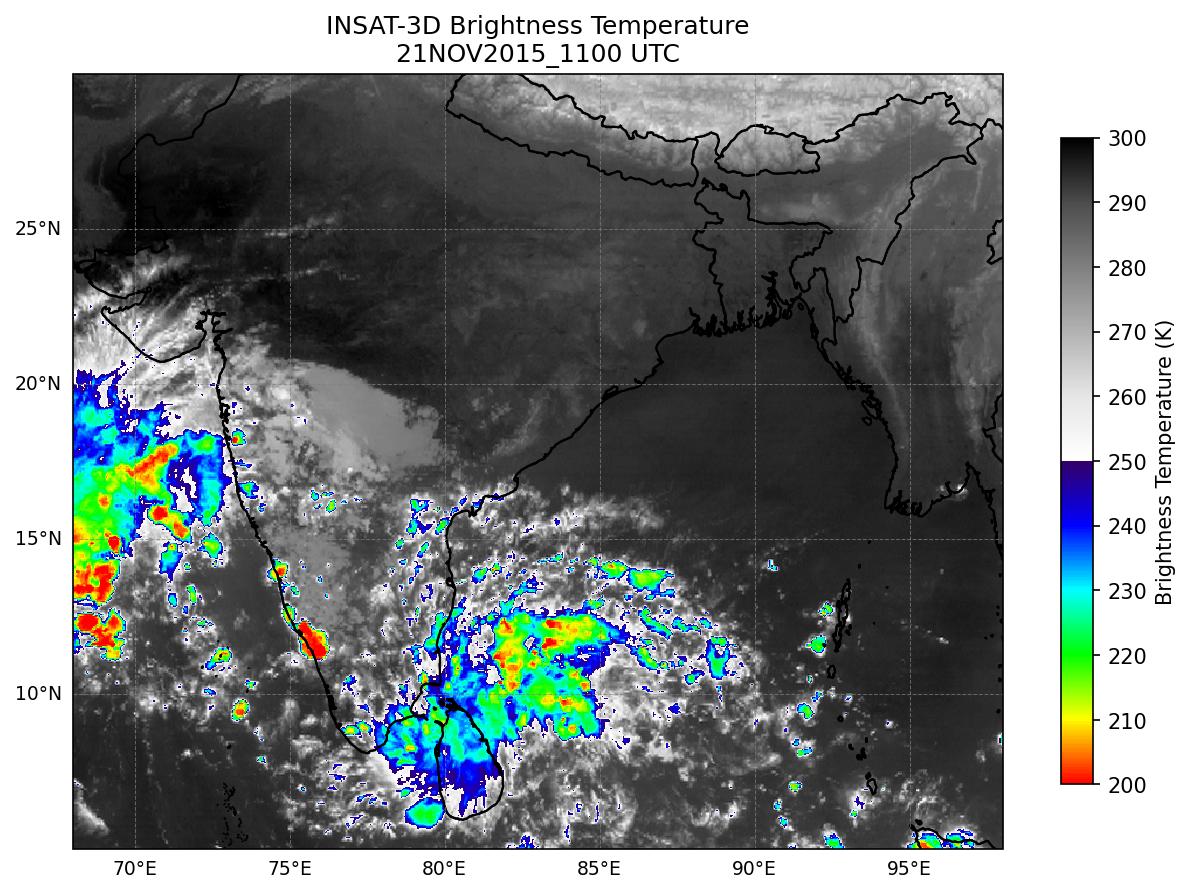 INSAT-3D Brightness Temperature
21NOV2015_1100 UTC
25°N
20°N
15°N
10°N
70°E
75°E
80°E
85°E
90°E
95°E
300
290
280
270
260
250
240
230
220
210
200
Brightness Temperature (K)